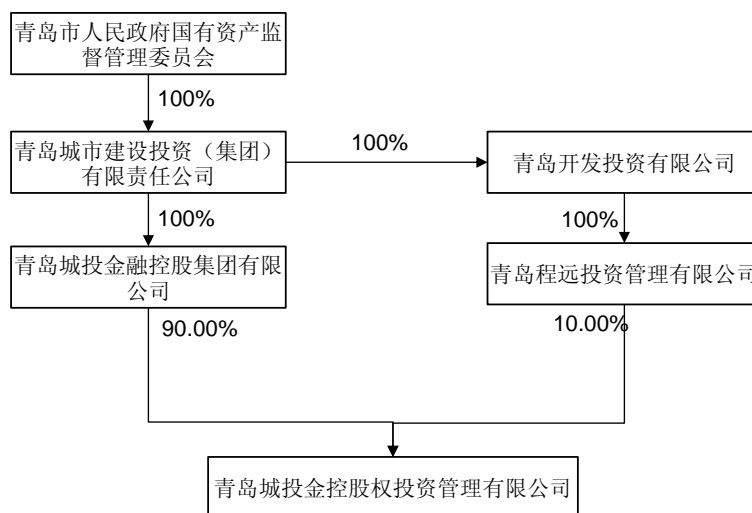 青岛市人民政府国有资产监
督管理委员会
100%
青岛城市建设投资（集团）
有限责任公司
100%
青岛开发投资有限公司
100%
100%
青岛城投金融控股集团有限
公司
青岛程远投资管理有限公司
90.00%
10.00%
青岛城投金控股权投资管理有限公司